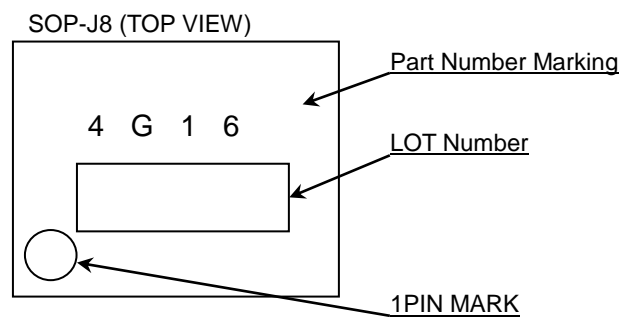 SOP-J8 (TOP VIEW)
Part Number Marking
4 G 1 6
LOT Number
1PIN MARK